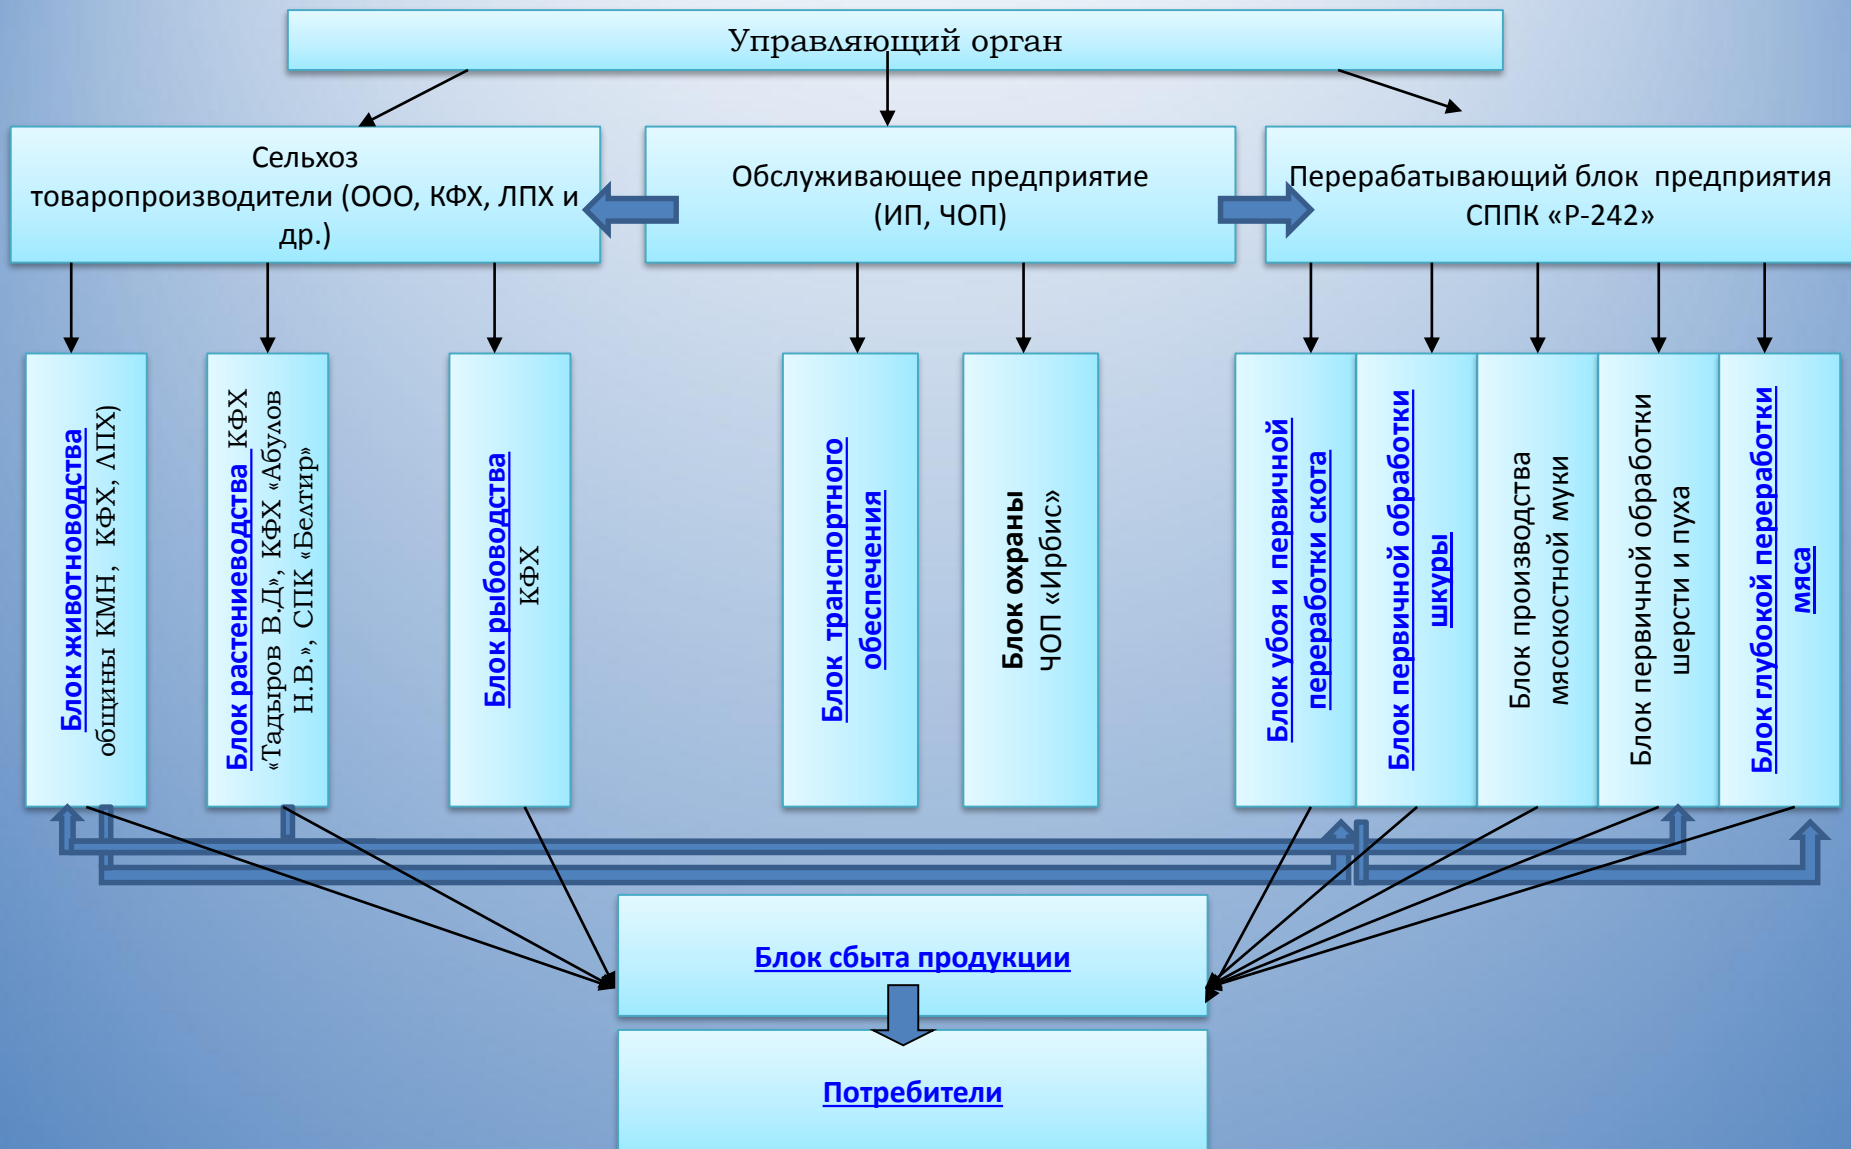 Управляющий орган
Сельхоз
товаропроизводители (ООО, КФХ, ЛПХ и
др.)
Обслуживающее предприятие
(ИП, ЧОП)
Перерабатывающий блок предприятия
СППК «Р-242»
Блок животноводства
общины КМН, КФХ, ЛПХ)
Блок растениеводства КФХ
«Тадыров В.Д», КФХ «Абулов
Н.В.», СПК «Белтир»
Блок рыбоводства
КФХ
Блок транспортного
обеспечения
Блок охраны
ЧОП «Ирбис»
Блок убоя и первичной
переработки скота
Блок первичной обработки
шкуры
Блок производства
мясокостной муки
Блок первичной обработки
шерсти и пуха
Блок глубокой переработки
мяса
Блок сбыта продукции
Потребители